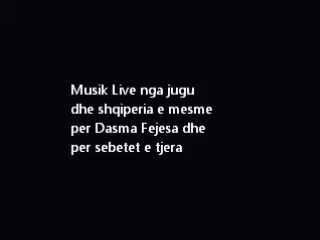 Musik Live nga jugu
dhe shqiperia e mesme
per Dasma Fejesa dhe
per sebetet e tjera